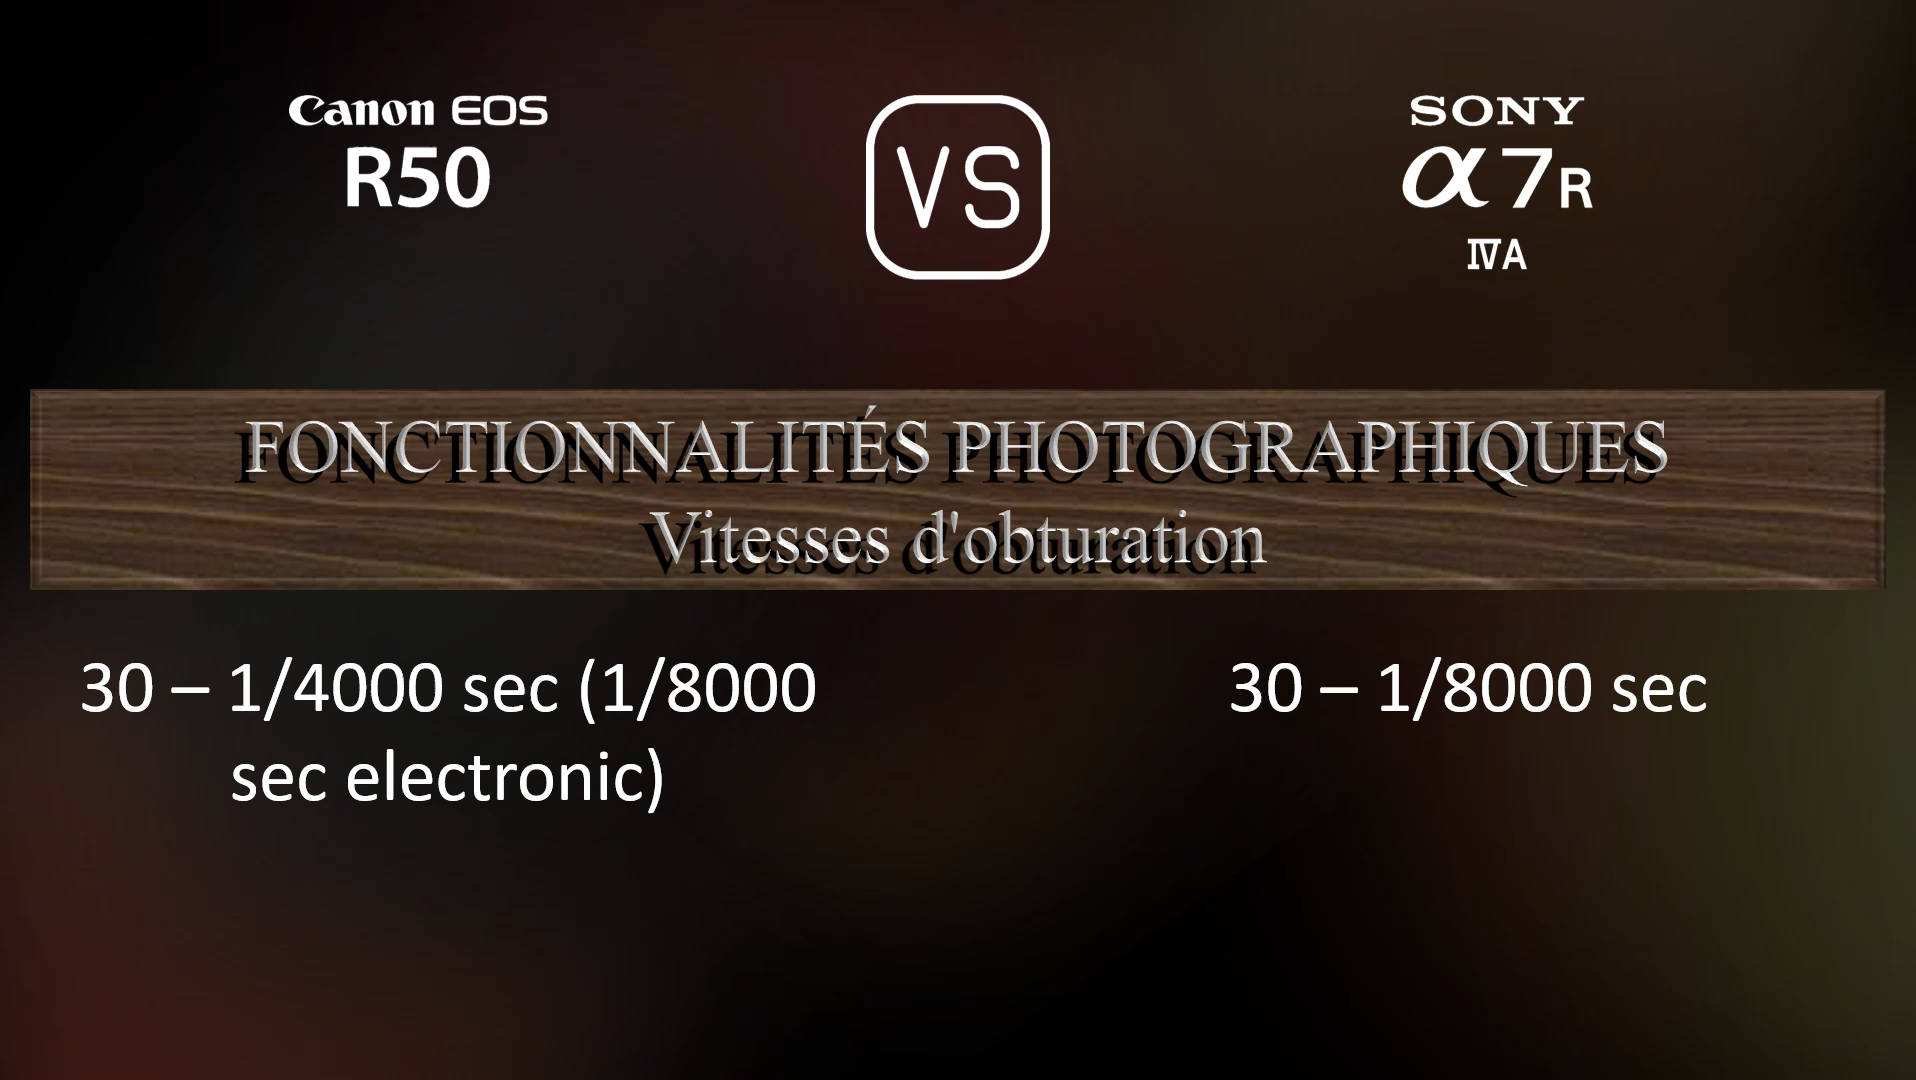 Canon EOS
R50
VS
SONY
α7R
IVA
FONCTIONNALITÉS PHOTOGRAPHIQUES
Vitesses d'obturation
30 – 1/4000 sec (1/8000
sec electronic)
30 – 1/8000 sec